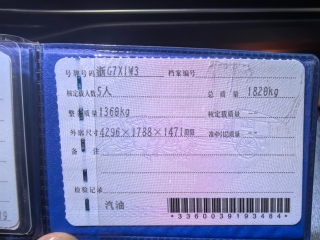 号牌号码 浙G7X1W3 档案编号
核定载人数 5人 总质量 1820kg
整备质量 1360kg 核定载质量 --
外廓尺寸 4296×1788×1471mm 准牵引总质量 --
备注
检验记录
汽油
*3360039193484*